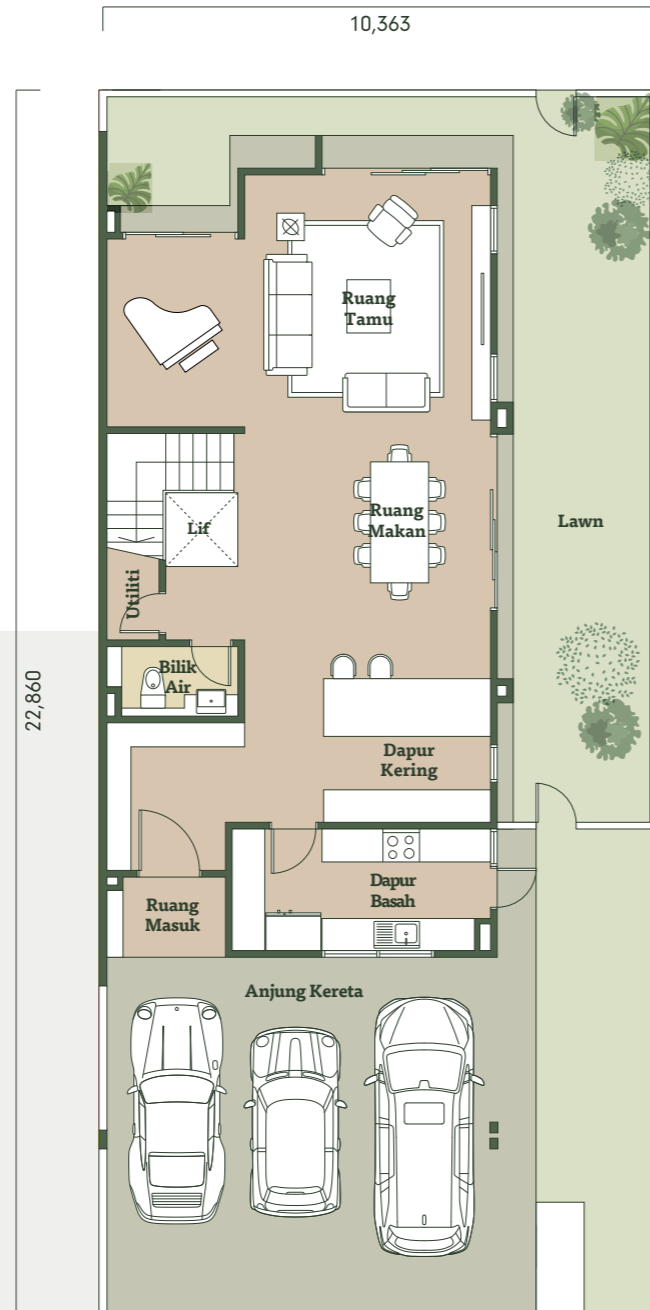 10,363
Ruang
Tamu
Ruang
Makan
Lif
Lawn
Utiliti
Bilik
Air
22,860
Dapur
Kering
Dapur
Basah
Ruang
Masuk
Anjung Kereta